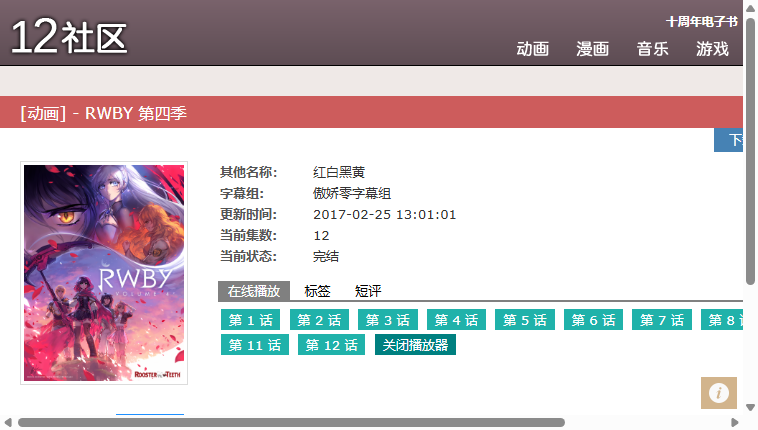 12社区
十周年电子书
动画 漫画 音乐 游戏
[动画] - RWBY 第四季
下
RWBY
VOLUME 4
ROOSTER TEETH
其他名称: 红白黑黄
字幕组: 傲娇零字幕组
更新时间: 2017-02-25 13:01:01
当前集数: 12
当前状态: 完结
在线播放 标签 短评
第 1 话 第 2 话 第 3 话 第 4 话 第 5 话 第 6 话 第 7 话 第 8
第 11 话 第 12 话 关闭播放器
i